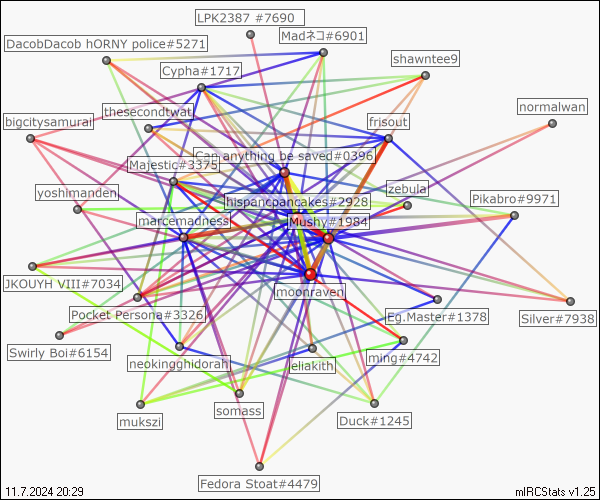 LPK2387 #7690
Madネコ#6901
DacobDacob hORNY police#5271
shawntee9
Cypha#1717
normalwan
thesecondtwat
bigcitysamurai
frisout
Can anything be saved#0396
Majestic#3375
zebula
yoshimanden
Pikabro#9971
hispanpancakes#2928
marcemadness
Mushy#1984
JKOUYH VIII#7034
moonraven
Pocket Persona#3326
Eg.Master#1378
Silver#7938
Swirly Boi#6154
ming#4742
neokingghidorah
eliakith
somass
mukszi
Duck#1245
Fedora Stoat#4479
11.7.2024 20:29
mIRCStats v1.25